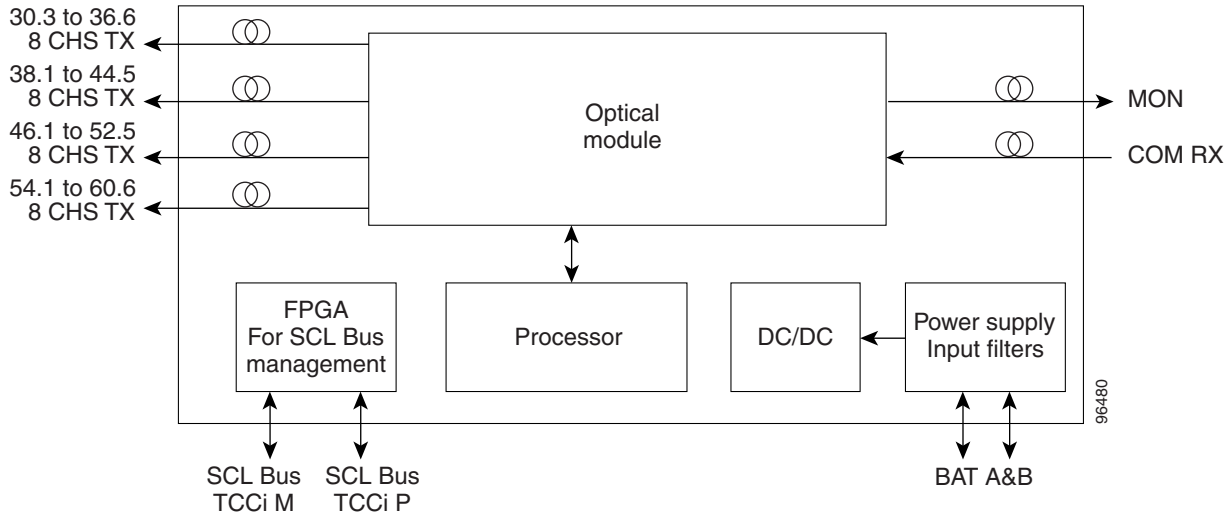 30.3 to 36.6
8 CHS TX
38.1 to 44.5
8 CHS TX
46.1 to 52.5
8 CHS TX
54.1 to 60.6
8 CHS TX
Optical
module
MON
COM RX
FPGA
For SCL Bus
management
Processor
DC/DC
Power supply
Input filters
96480
SCL Bus
TCCi M
SCL Bus
TCCi P
BAT A&B